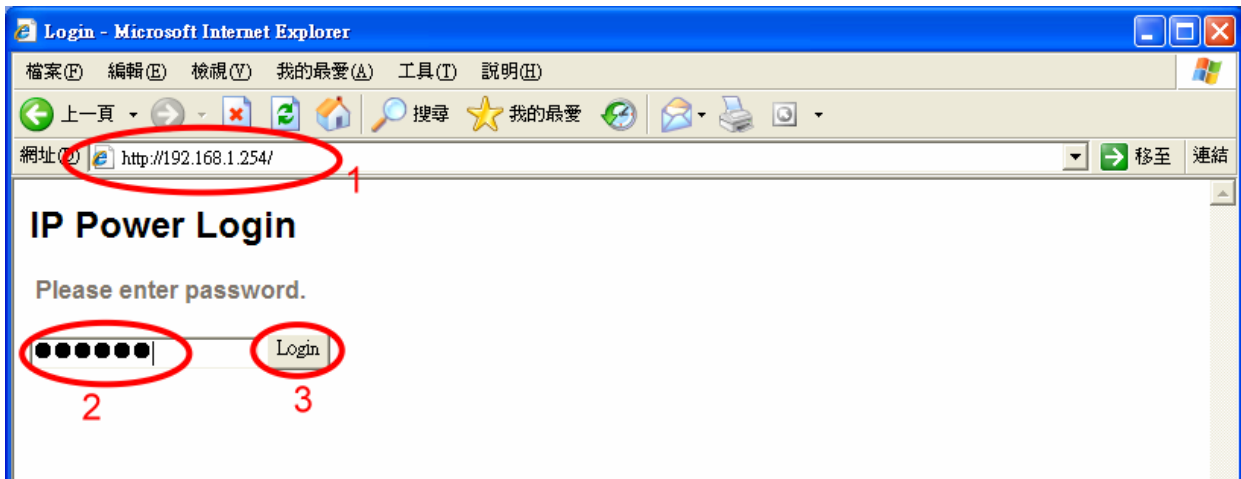 Login - Microsoft Internet Explorer
檔案(F) 編輯(E) 檢視(V) 我的最愛(A) 工具(T) 說明(H)
上一頁 搜尋 我的最愛
網址(D) http://192.168.1.254/ 移至 連結
1
IP Power Login
Please enter password.
●●●●●● Login
2 3